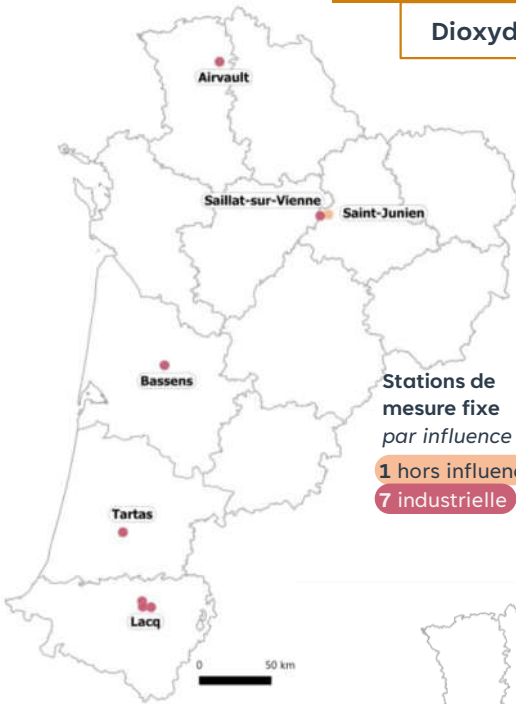 Dioxyd
Airvault
Saillat-sur-Vienne
Saint-Junien
Bassens
Stations de
mesure fixe
par influence
1 hors influen
7 industrielle
Tartas
Lacq
0 50 km